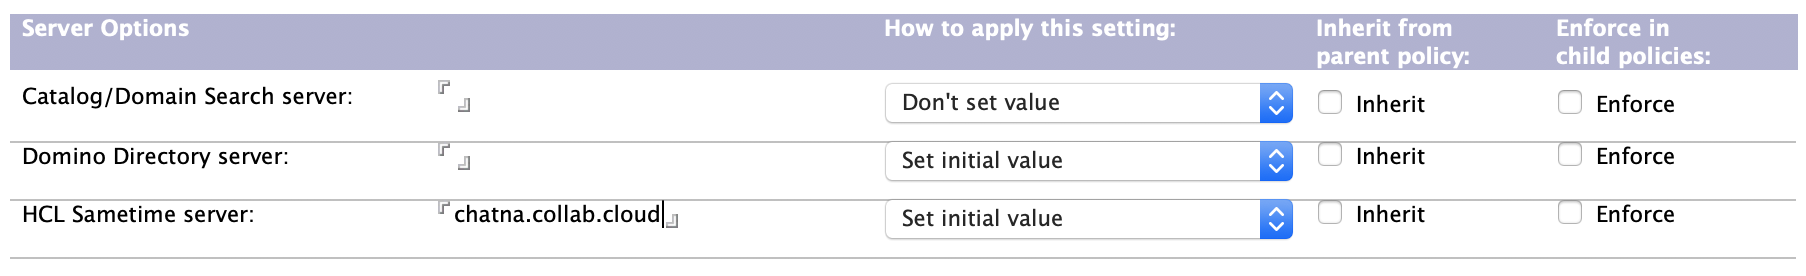 Server Options How to apply this setting: Inherit from parent policy: Enforce in child policies:
Catalog/Domain Search server: Don't set value Inherit Enforce
Domino Directory server: Set initial value Inherit Enforce
HCL Sametime server: chatna.collab.cloud Set initial value Inherit Enforce